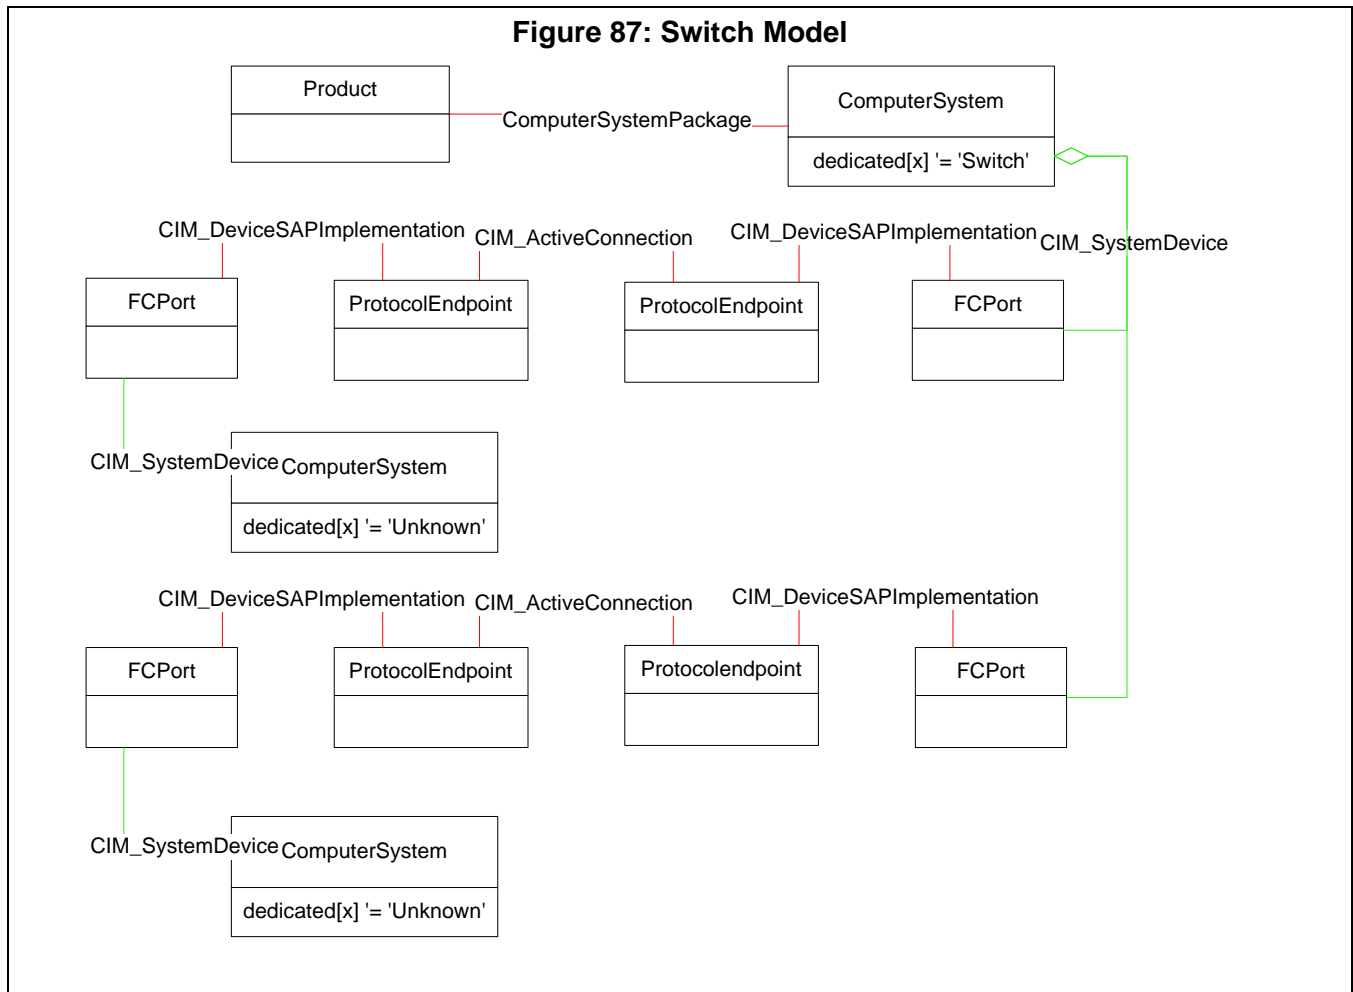 Figure 87: Switch Model
Product
ComputerSystem
ComputerSystemPackage
dedicated[x] '= 'Switch'
CIM_DeviceSAPImplementation
CIM_ActiveConnection
CIM_DeviceSAPImplementation
CIM_SystemDevice
FCPort
ProtocolEndpoint
ProtocolEndpoint
FCPort
CIM_SystemDevice
ComputerSystem
dedicated[x] '= 'Unknown'
CIM_DeviceSAPImplementation
CIM_ActiveConnection
CIM_DeviceSAPImplementation
FCPort
ProtocolEndpoint
Protocolendpoint
FCPort
CIM_SystemDevice
ComputerSystem
dedicated[x] '= 'Unknown'